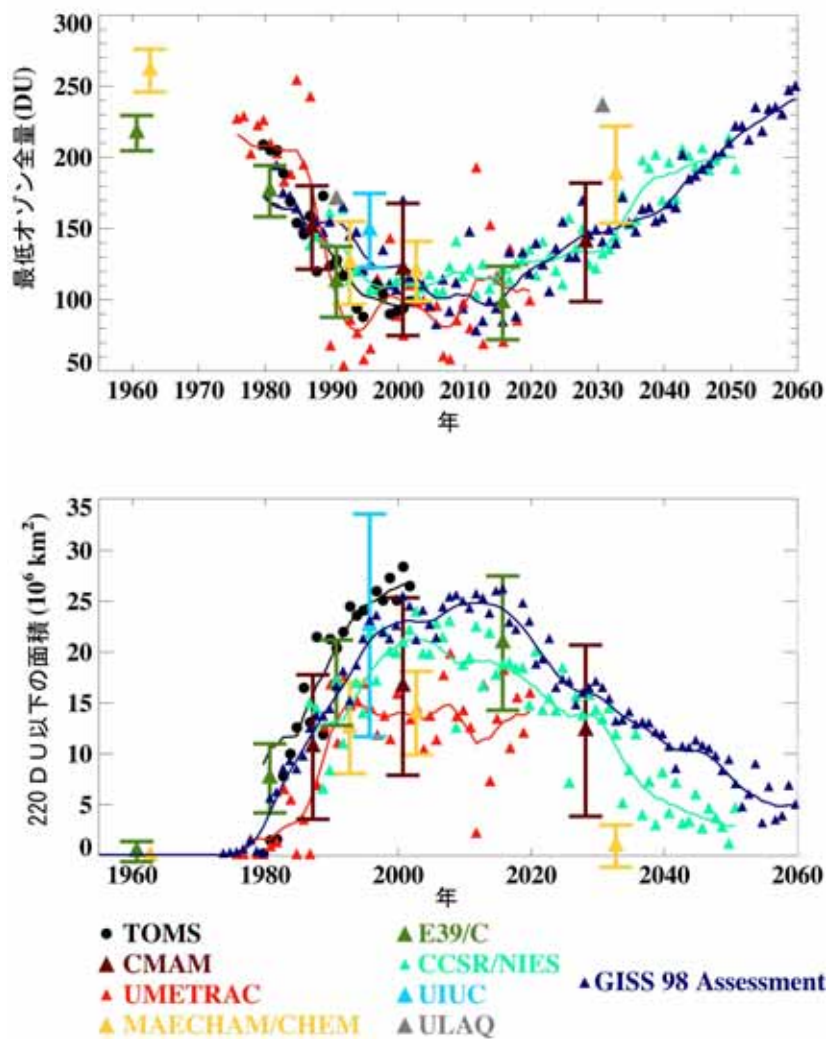 最低オゾン全量 (DU)
300
250
200
150
100
50
1960 1970 1980 1990 2000 2010 2020 2030 2040 2050 2060
年
220 DU以下の面積 (10⁶ km²)
35
30
25
20
15
10
5
0
1960 1980 2000 2020 2040 2060
年
TOMS
CMAM
UMETRAC
MAECHAM/CHEM
E39/C
CCSR/NIES
UIUC
ULAQ
GISS 98 Assessment